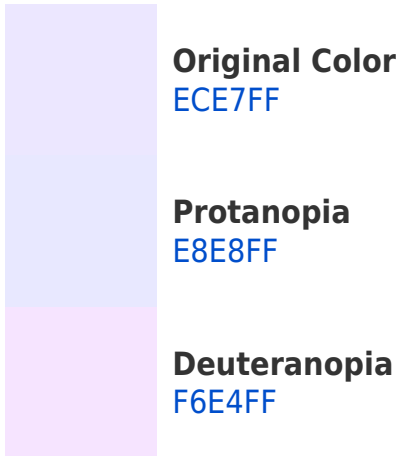 Original Color
ECE7FF
Protanopia
E8E8FF
Deuteranopia
F6E4FF